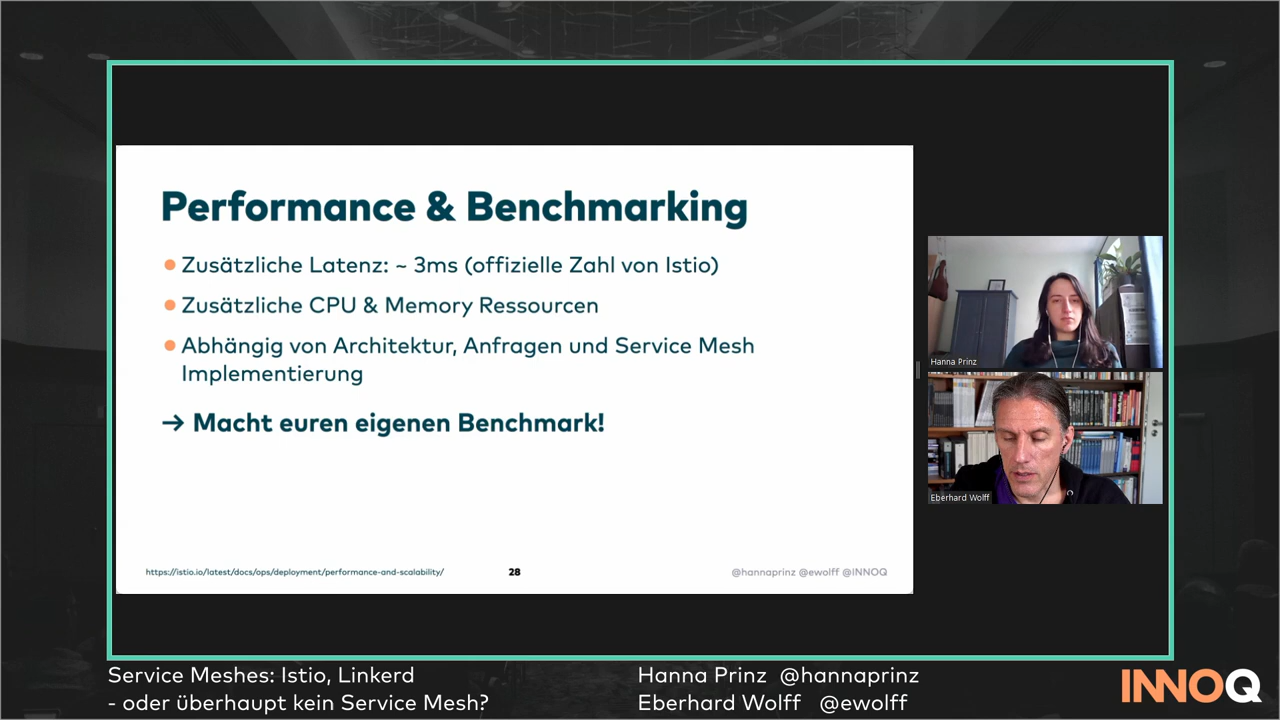 Performance & Benchmarking
Zusätzliche Latenz: ~ 3ms (offizielle Zahl von Istio)
Zusätzliche CPU & Memory Ressourcen
Abhängig von Architektur, Anfragen und Service Mesh
Implementierung
→ Macht euren eigenen Benchmark!
https://istio.io/latest/docs/ops/deployment/performance-and-scalability/
28
@hannaprinz @ewolff @INNOQ
Hanna Prinz
Eberhard Wolff
Service Meshes: Istio, Linkerd
- oder überhaupt kein Service Mesh?
Hanna Prinz @hannaprinz
Eberhard Wolff @ewolff
INNOQ